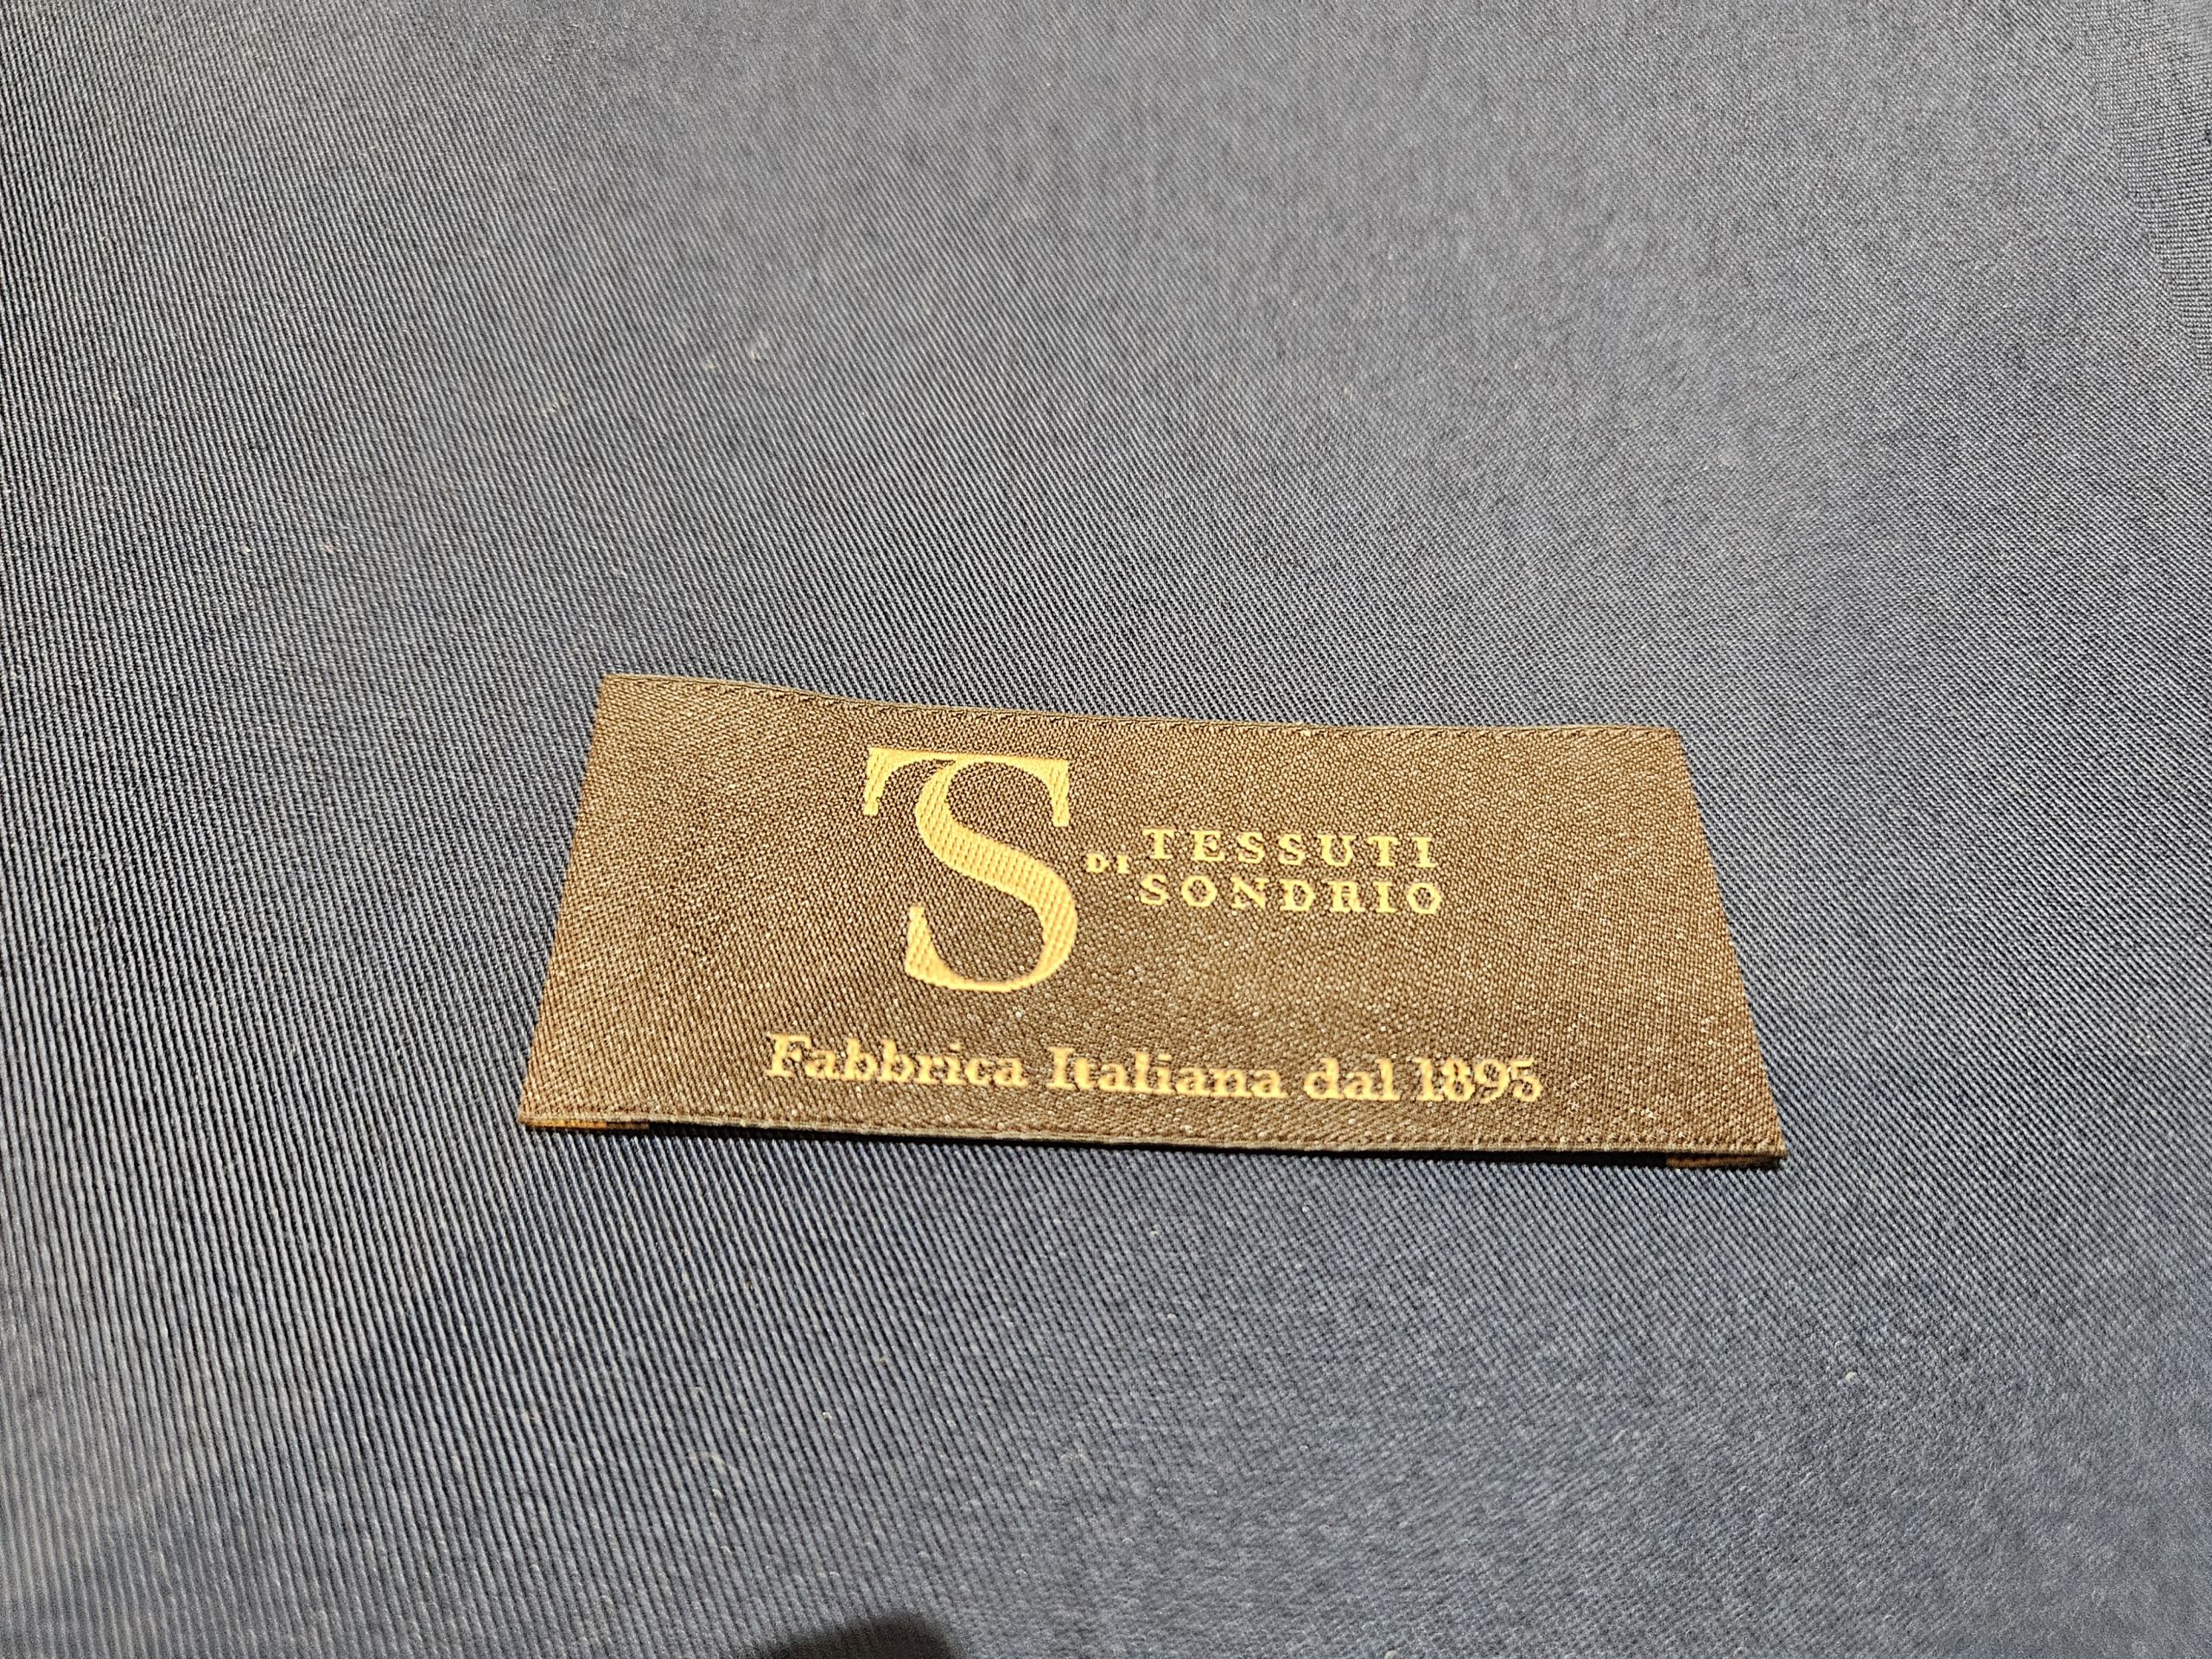 TS
TESSUTI
DI SONDRIO
Fabbrica Italiana dal 1895